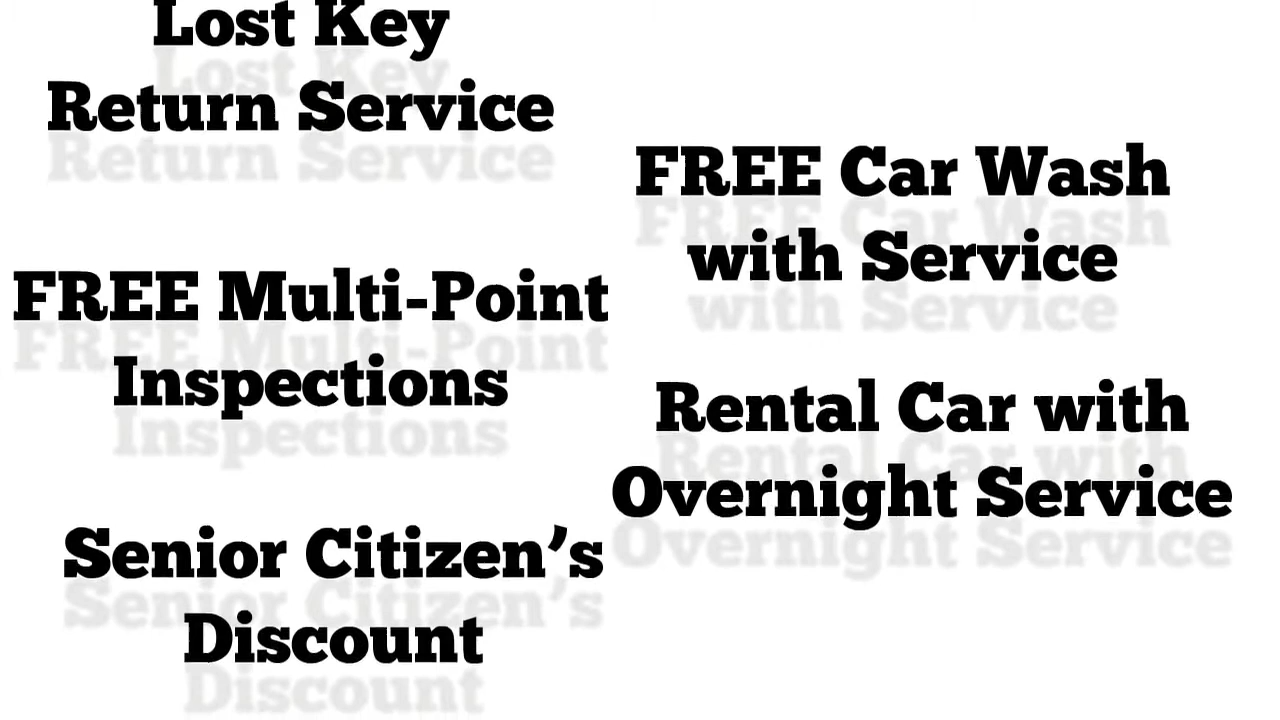 Lost Key
Return Service
FREE Multi-Point
Inspections
Senior Citizen’s
Discount
FREE Car Wash
with Service
Rental Car with
Overnight Service